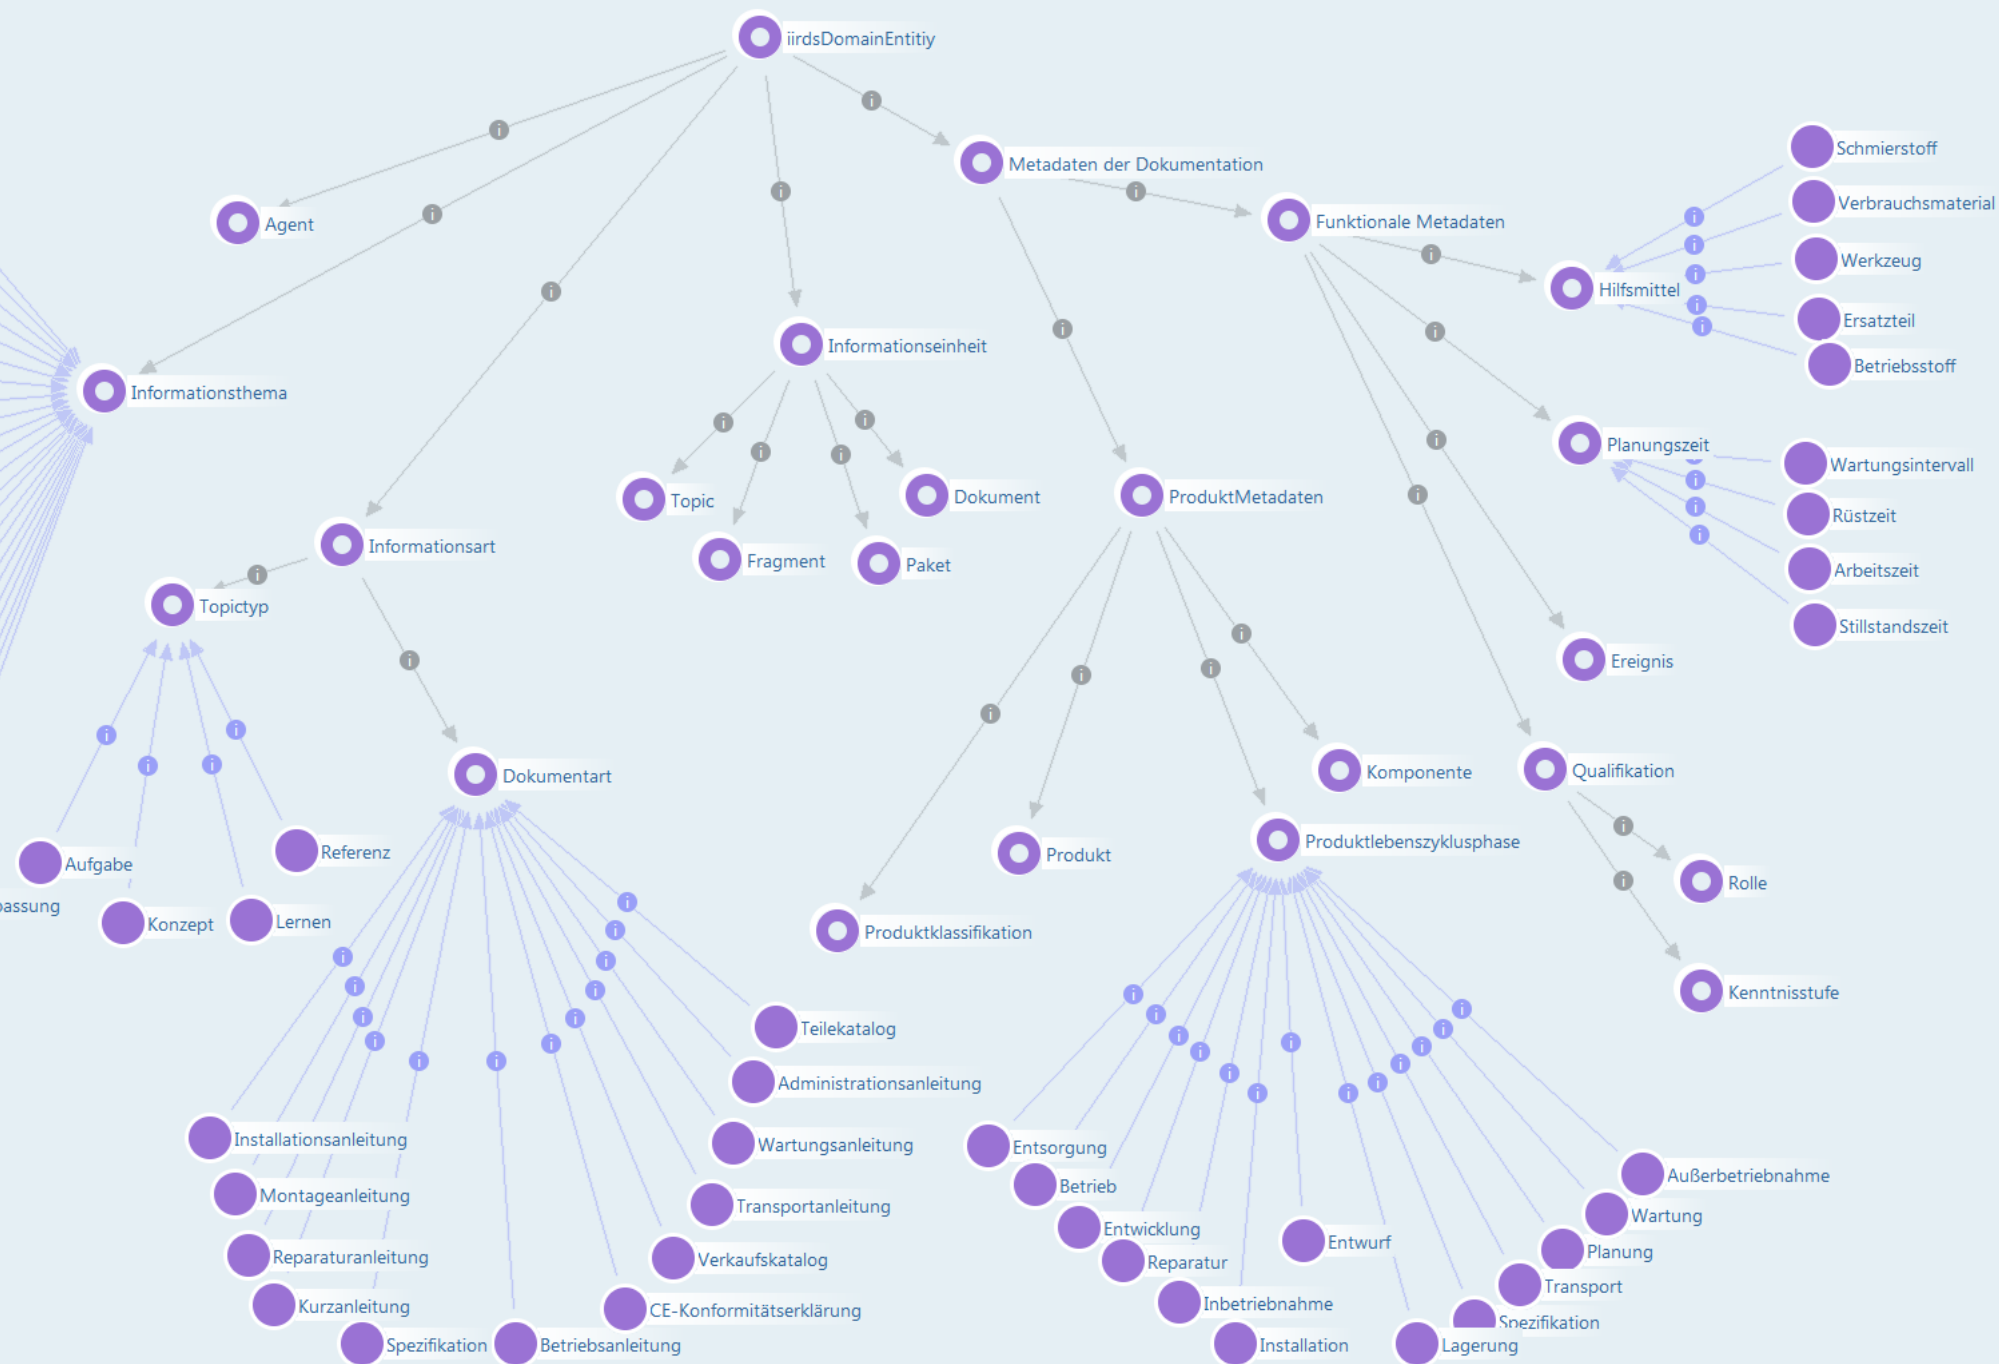 iirdsDomainEntitiy
Agent
Metadaten der Dokumentation
Schmierstoff
Verbrauchsmaterial
Funktionale Metadaten
Werkzeug
Hilfsmittel
Ersatzteil
Betriebsstoff
Informationseinheit
Informationsthema
Planungszeit
Wartungsintervall
Topic
Dokument
ProduktMetadaten
Rüstzeit
Informationsart
Fragment
Paket
Arbeitszeit
Topictyp
Stillstandszeit
Ereignis
Dokumentart
Komponente
Qualifikation
Produktlebenszyklusphase
Referenz
Produkt
Aufgabe
Rolle
passung
Konzept
Lernen
Produktklassifikation
Kenntnisstufe
Teilekatalog
Administrationsanleitung
Installationsanleitung
Wartungsanleitung
Entsorgung
Außerbetriebnahme
Betrieb
Montageanleitung
Transportanleitung
Wartung
Entwicklung
Entwurf
Planung
Reparaturanleitung
Verkaufskatalog
Reparatur
Transport
Kurzanleitung
CE-Konformitätserklärung
Inbetriebnahme
Spezifikation
Spezifikation
Betriebsanleitung
Installation
Lagerung